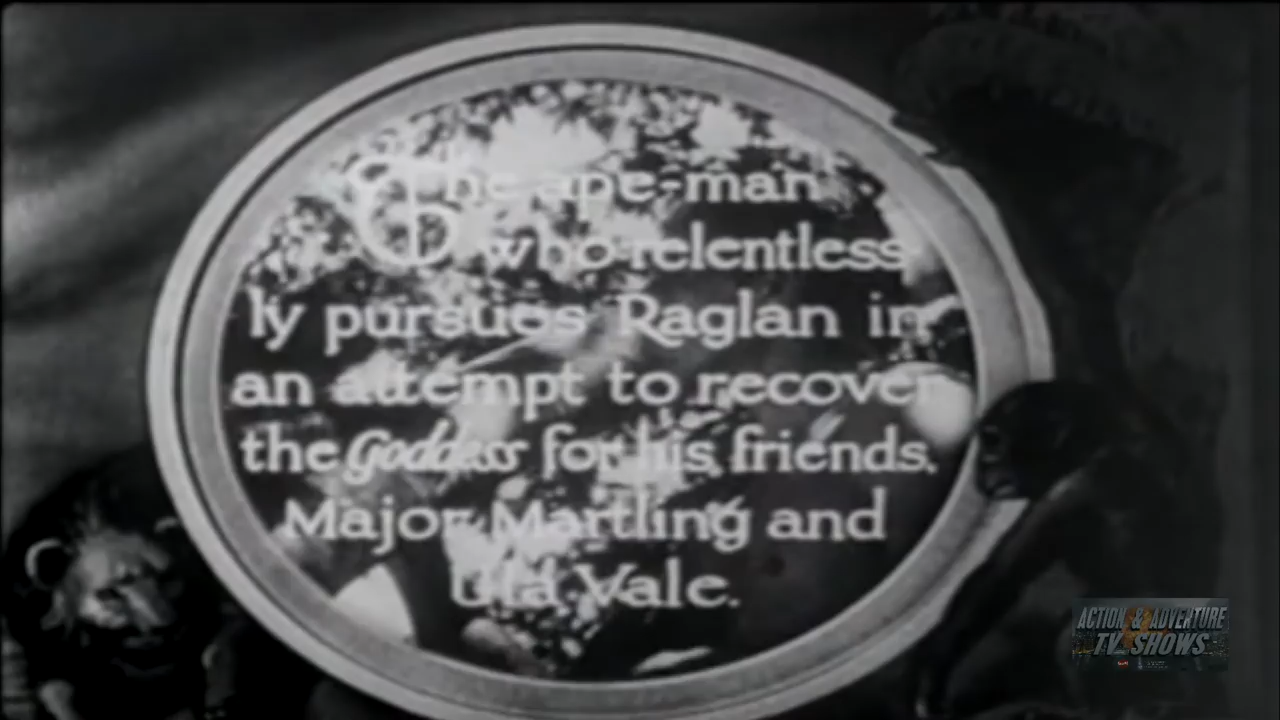 The ape-man
who relentless
ly pursues Raglan in
an attempt to recover
the Goddess for his friends,
Major Martling and
Ula Vale.
ACTION & ADVENTURE
TV SHOWS